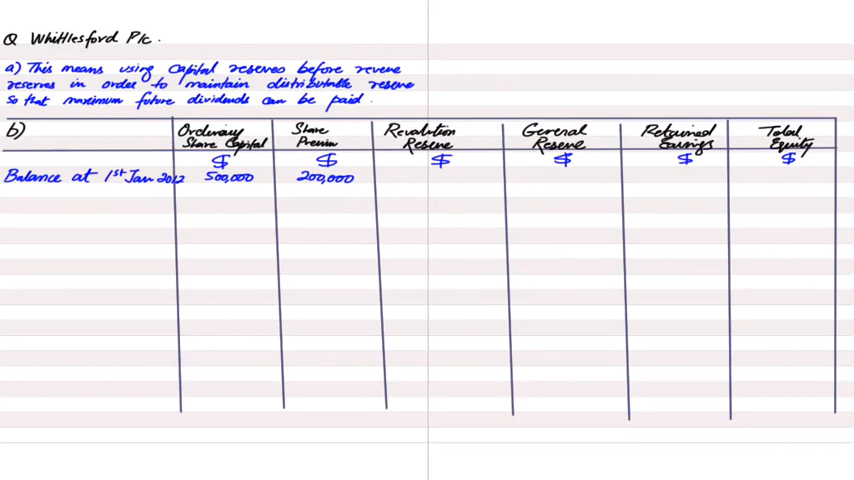 Q Whittlesford Plc.
a) This means using Capital reserves before revenue
reserves in order to maintain distributable reserve
so that maximum future dividends can be paid.
b) Ordinary Share Revaluation General Retained Total
Share Capital Premium Reserve Reserve Earnings Equity
$ $ $ $ $ $
Balance at 1st Jan 2012 500,000 200,000